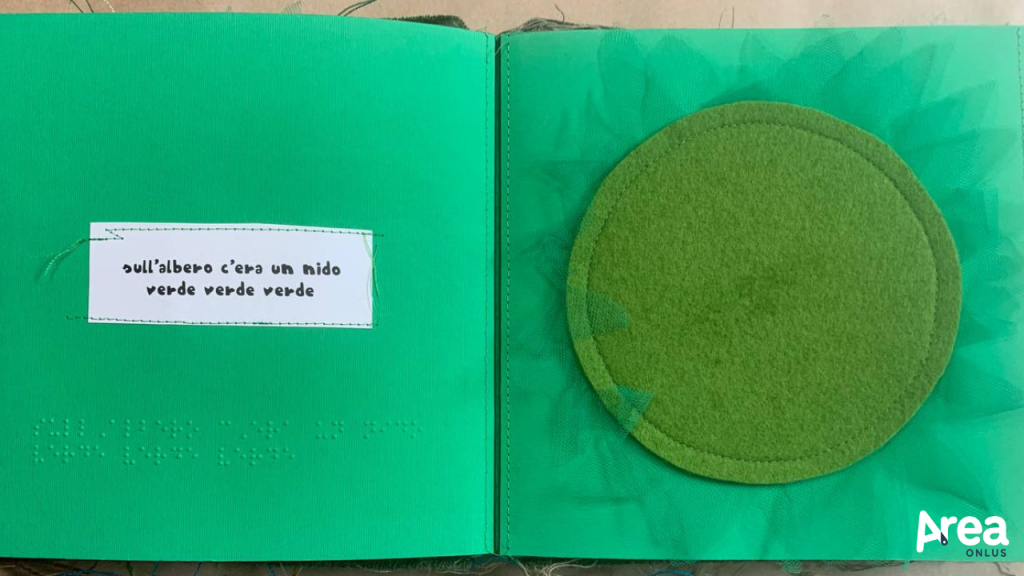 sull'albero c'era un nido
verde verde verde
Area
ONLUS